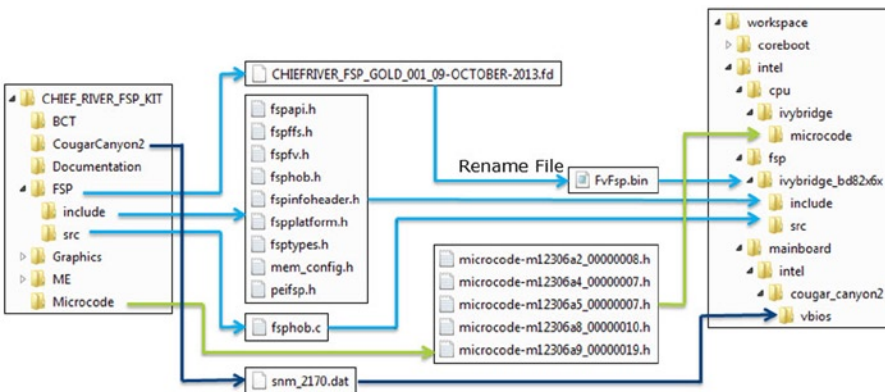 CHIEF_RIVER_FSP_KIT
BCT
CougarCanyon2
Documentation
FSP
include
src
Graphics
ME
Microcode
CHIEFRIVER_FSP_GOLD_001_09-OCTOBER-2013.fd
fspapi.h
fspffs.h
fspfv.h
fsphob.h
fspinfoheader.h
fspplatform.h
fsptypes.h
mem_config.h
peifsp.h
fsphob.c
snm_2170.dat
Rename File
FvFsp.bin
microcode-m12306a2_00000008.h
microcode-m12306a4_00000007.h
microcode-m12306a5_00000007.h
microcode-m12306a8_00000010.h
microcode-m12306a9_00000019.h
workspace
coreboot
intel
cpu
ivybridge
microcode
fsp
ivybridge_bd82x6x
include
src
mainboard
intel
cougar_canyon2
vbios